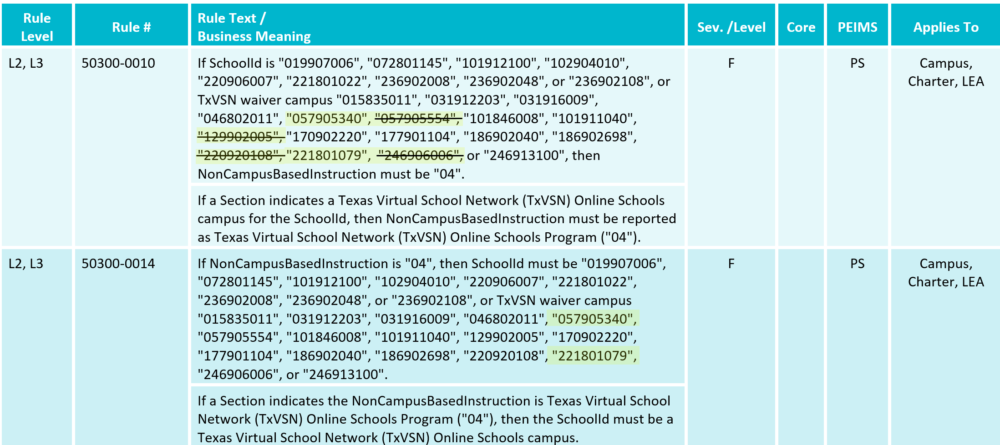 Rule Level
Rule #
Rule Text /
Business Meaning
Sev. /Level
Core
PEIMS
Applies To
L2, L3
50300-0010
If SchoolId is "019907006", "072801145", "101912100", "102904010",
"220906007", "221801022", "236902008", "236902048", or "236902108", or
TxVSN waiver campus "015835011", "031912203", "031916009",
"046802011", "057905340", "057905554", "101846008", "101911040",
"129902005", "170902220", "177901104", "186902040", "186902698",
"220920108", "221801079", "246906006", or "246913100", then
NonCampusBasedInstruction must be "04".
If a Section indicates a Texas Virtual School Network (TxVSN) Online Schools
campus for the SchoolId, then NonCampusBasedInstruction must be reported
as Texas Virtual School Network (TxVSN) Online Schools Program ("04").
F
PS
Campus,
Charter, LEA
L2, L3
50300-0014
If NonCampusBasedInstruction is "04", then SchoolId must be "019907006",
"072801145", "101912100", "102904010", "220906007", "221801022",
"236902008", "236902048", or "236902108", or TxVSN waiver campus
"015835011", "031912203", "031916009", "046802011", "057905340",
"057905554", "101846008", "101911040", "129902005", "170902220",
"177901104", "186902040", "186902698", "220920108", "221801079",
"246906006", or "246913100".
If a Section indicates the NonCampusBasedInstruction is Texas Virtual School
Network (TxVSN) Online Schools Program ("04"), then the SchoolId must be a
Texas Virtual School Network (TxVSN) Online Schools campus.
F
PS
Campus,
Charter, LEA